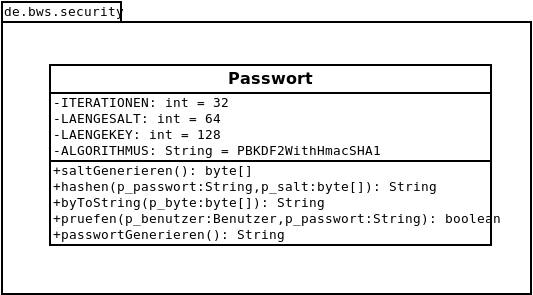 de.bws.security
Passwort
-ITERATIONEN: int = 32
-LAENGESALT: int = 64
-LAENGEKEY: int = 128
-ALGORITHMUS: String = PBKDF2WithHmacSHA1
+saltGenerieren(): byte[]
+hashen(p_passwort:String,p_salt:byte[]): String
+byToString(p_byte:byte[]): String
+pruefen(p_benutzer:Benutzer,p_passwort:String): boolean
+passwortGenerieren(): String